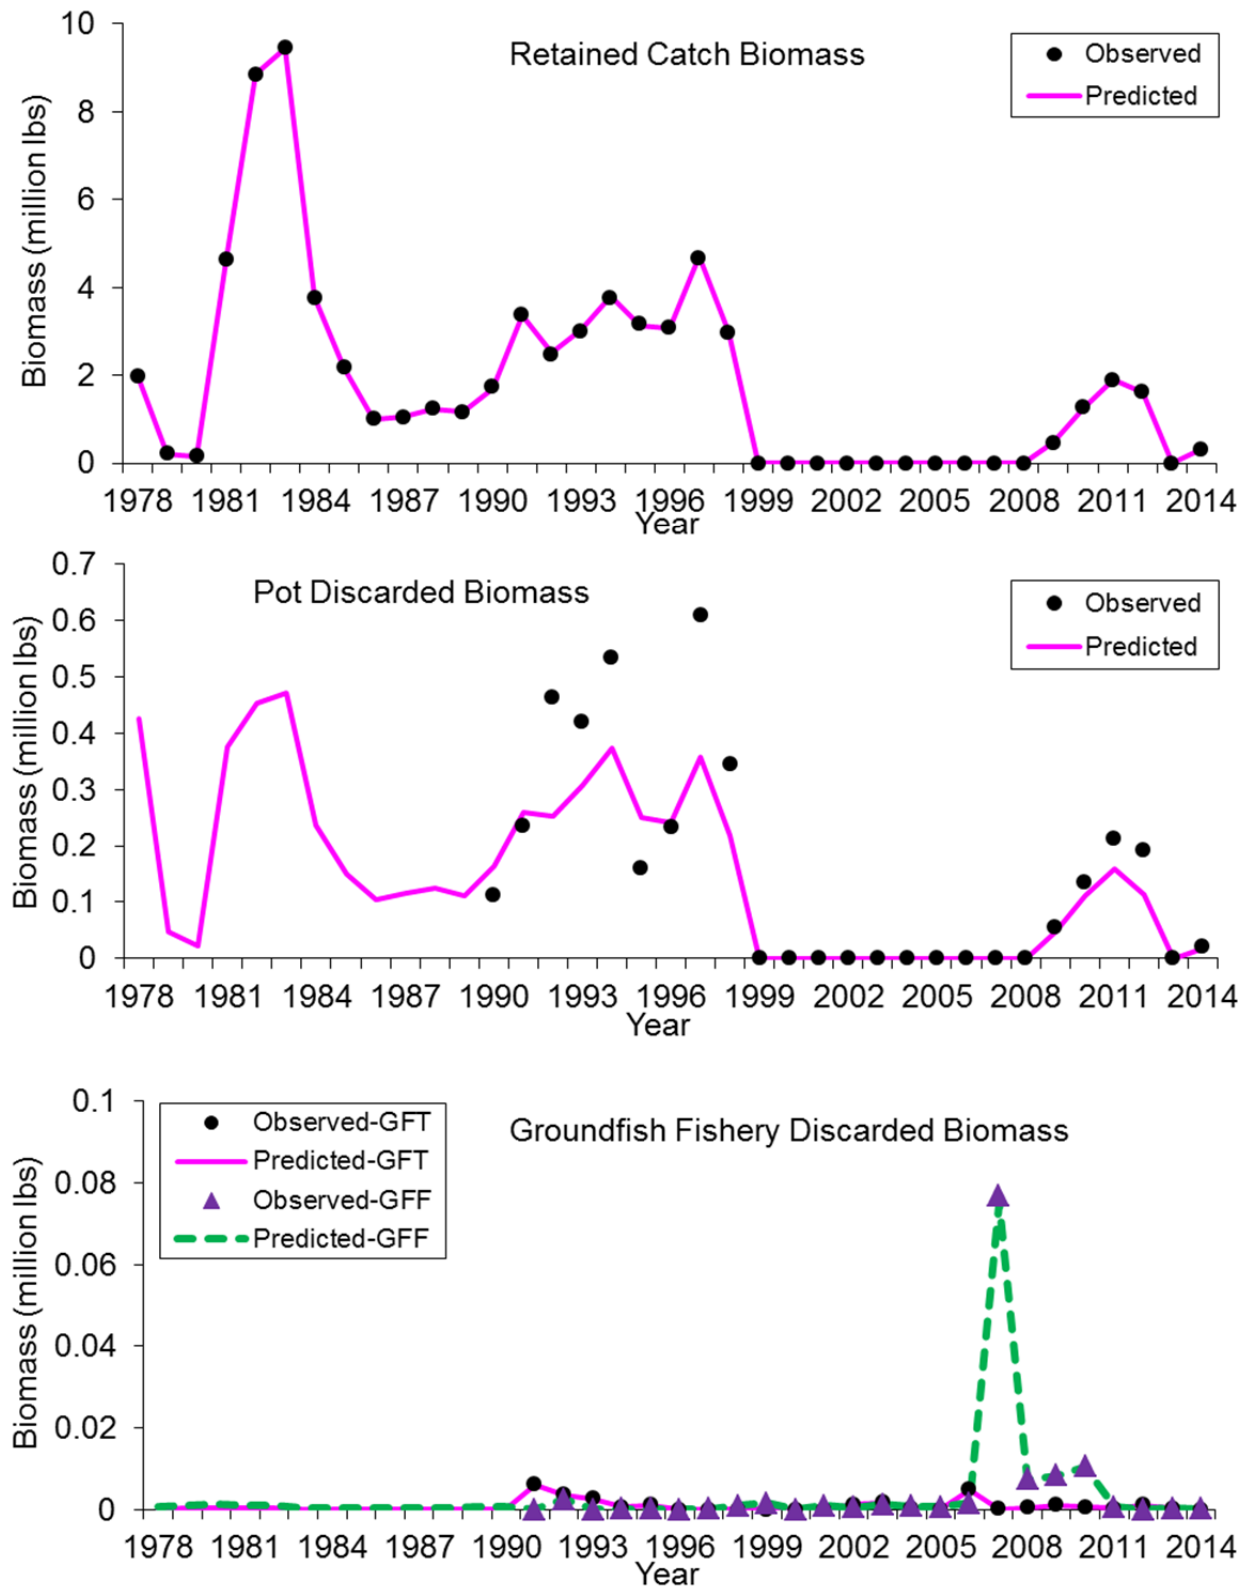 Retained Catch Biomass
Observed
Predicted
Biomass (million lbs)
10
8
6
4
2
0
1978 1981 1984 1987 1990 1993 1996 1999 2002 2005 2008 2011 2014
Year
Pot Discarded Biomass
Observed
Predicted
Biomass (million lbs)
0.7
0.6
0.5
0.4
0.3
0.2
0.1
0
1978 1981 1984 1987 1990 1993 1996 1999 2002 2005 2008 2011 2014
Year
Groundfish Fishery Discarded Biomass
Observed-GFT
Predicted-GFT
Observed-GFF
Predicted-GFF
Biomass (million lbs)
0.1
0.08
0.06
0.04
0.02
0
1978 1981 1984 1987 1990 1993 1996 1999 2002 2005 2008 2011 2014
Year